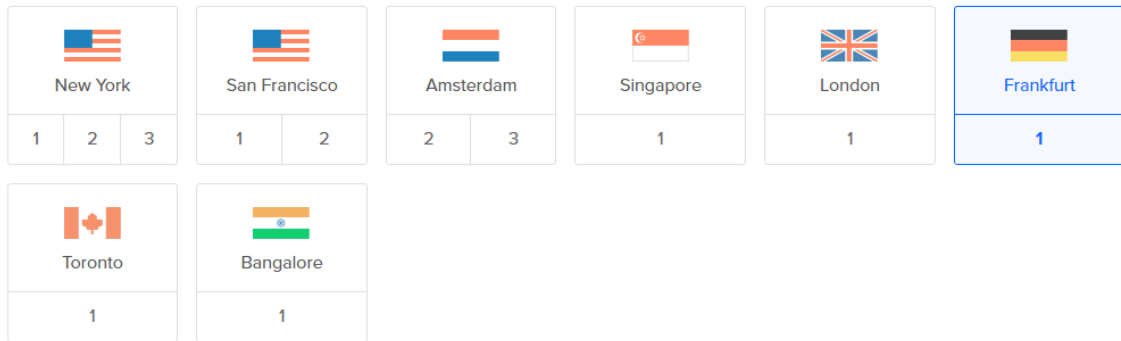 New York San Francisco Amsterdam Singapore London Frankfurt
1 2 3 1 2 2 3 1 1 1
Toronto Bangalore
1 1